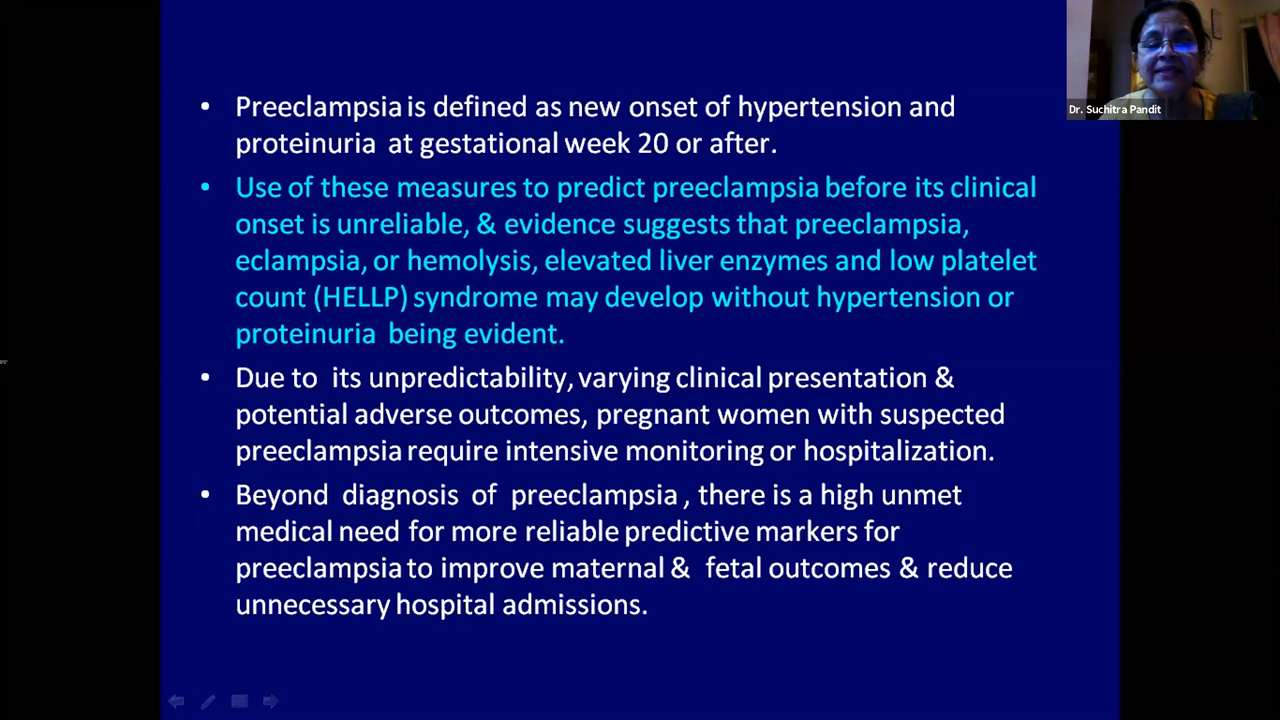 • Preeclampsia is defined as new onset of hypertension and
proteinuria at gestational week 20 or after.
• Use of these measures to predict preeclampsia before its clinical
onset is unreliable, & evidence suggests that preeclampsia,
eclampsia, or hemolysis, elevated liver enzymes and low platelet
count (HELLP) syndrome may develop without hypertension or
proteinuria being evident.
• Due to its unpredictability, varying clinical presentation &
potential adverse outcomes, pregnant women with suspected
preeclampsia require intensive monitoring or hospitalization.
• Beyond diagnosis of preeclampsia , there is a high unmet
medical need for more reliable predictive markers for
preeclampsia to improve maternal & fetal outcomes & reduce
unnecessary hospital admissions.
Dr. Suchitra Pandit